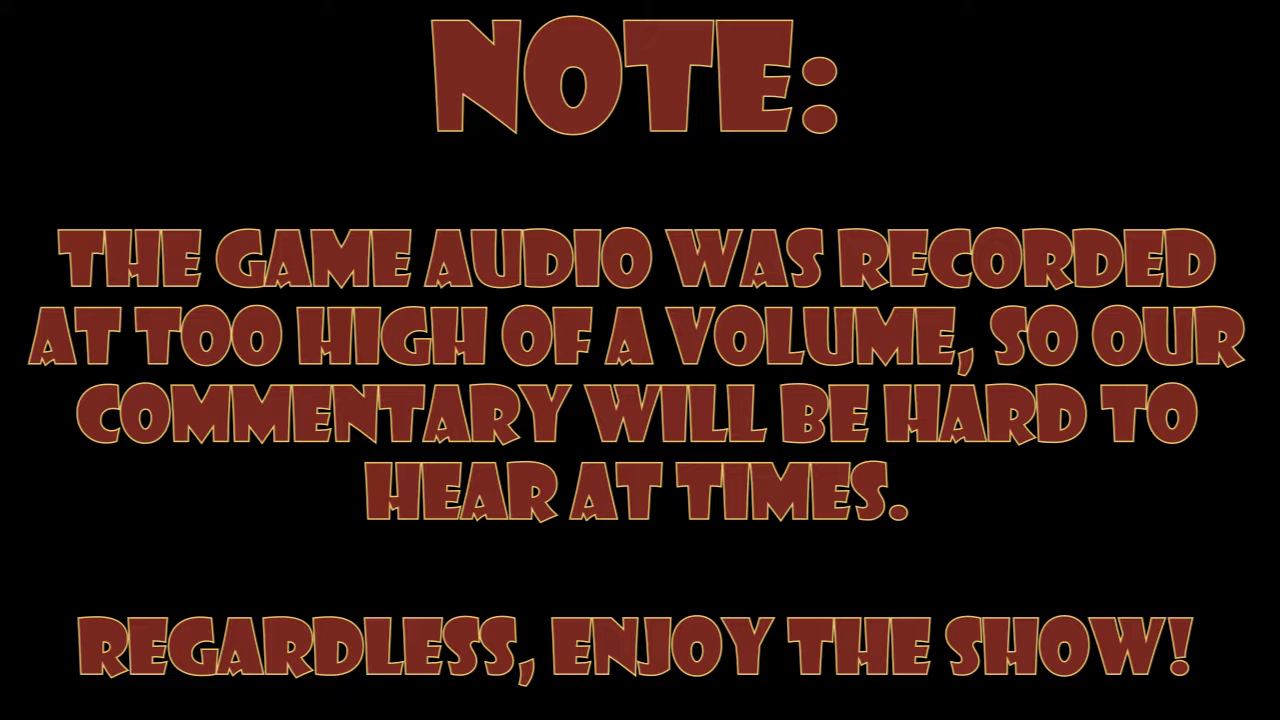 NOTE:
THE GAME AUDIO WAS RECORDED
AT TOO HIGH OF A VOLUME, SO OUR
COMMENTARY WILL BE HARD TO
HEAR AT TIMES.
REGARDLESS, ENJOY THE SHOW!